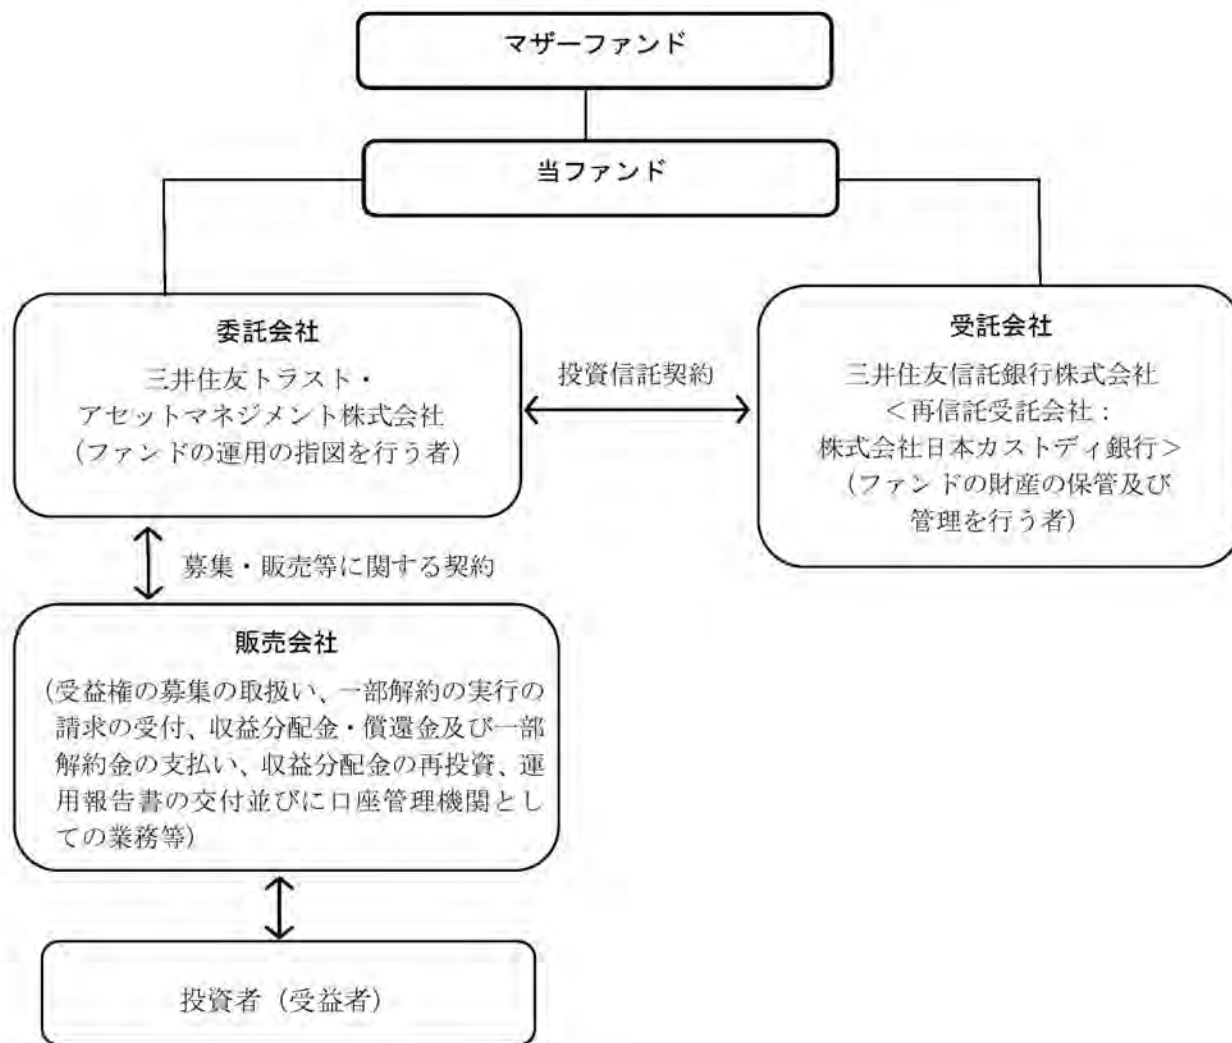 マザーファンド
当ファンド
委託会社
三井住友トラスト・
アセットマネジメント株式会社
（ファンドの運用の指図を行う者）
投資信託契約
受託会社
三井住友信託銀行株式会社
＜再信託受託会社：
株式会社日本カストディ銀行＞
（ファンドの財産の保管及び
管理を行う者）
募集・販売等に関する契約
販売会社
（受益権の募集の取扱い、一部解約の実行の
請求の受付、収益分配金・償還金及び一部
解約金の支払い、収益分配金の再投資、運
用報告書の交付並びに口座管理機関とし
ての業務等）
投資者（受益者）